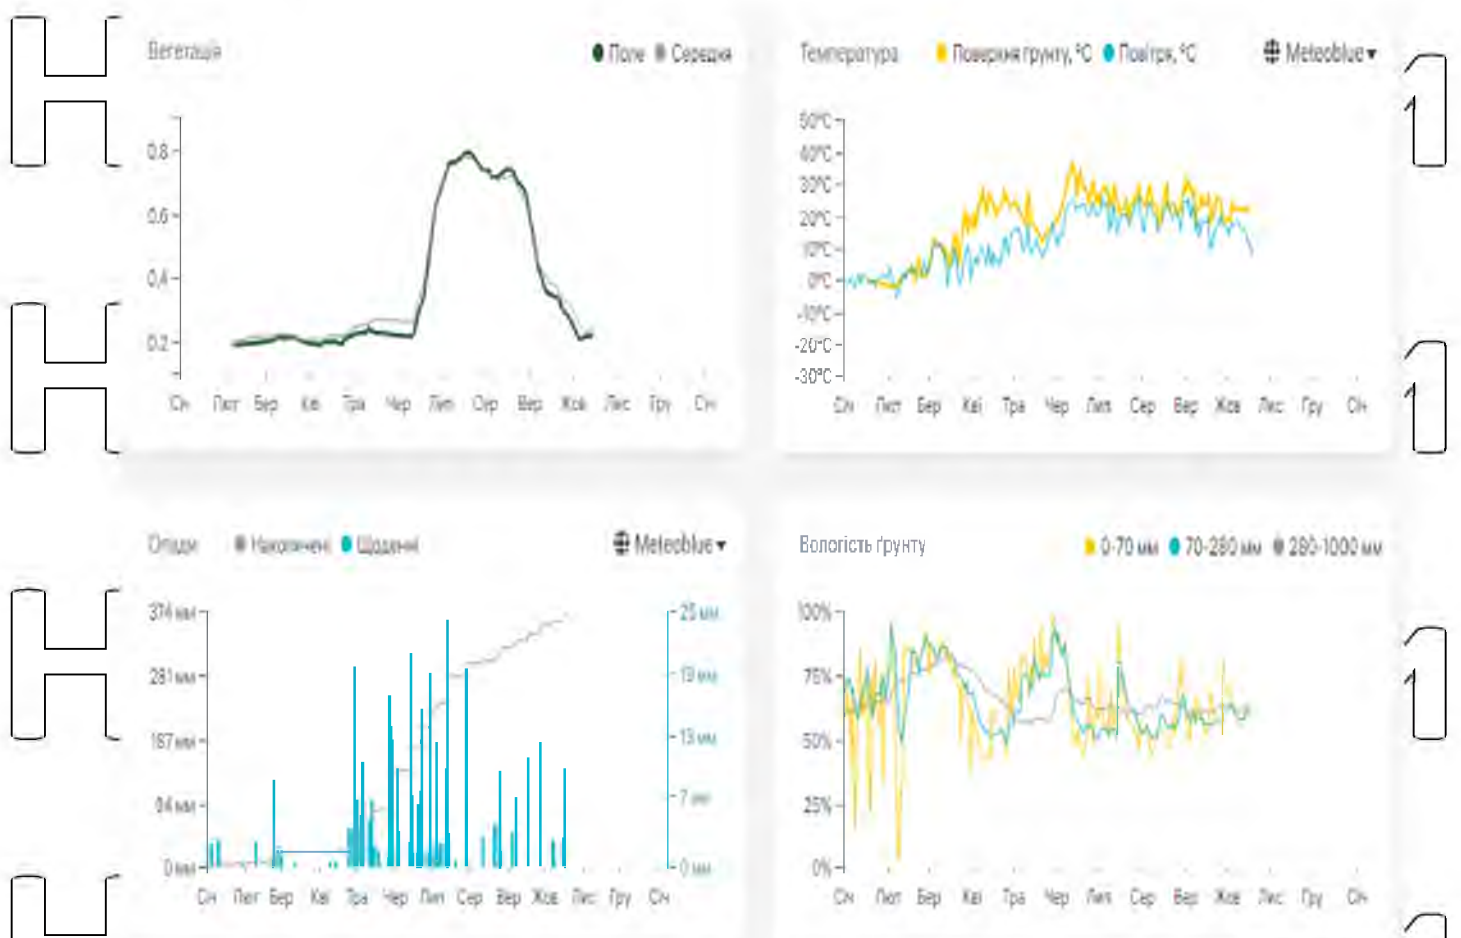 Вегетація
Поле Середнє
0.8
0.6
0.4
0.2
Січ Лют Бер Кві Тра Чер Лип Сер Вер Жов Лис Гру Січ
Температура
Поверхня ґрунту, °C Повітря, °C
Meteoblue
50°C
40°C
30°C
20°C
10°C
0°C
-10°C
-20°C
-30°C
Січ Лют Бер Кві Тра Чер Лип Сер Вер Жов Лис Гру Січ
Опади
Накопичені Щоденні
Meteoblue
374 мм
281 мм
187 мм
94 мм
0 мм
25 мм
19 мм
13 мм
7 мм
0 мм
Січ Лют Бер Кві Тра Чер Лип Сер Вер Жов Лис Гру Січ
Вологість ґрунту
0-70 мм 70-280 мм 280-1000 мм
100%
75%
50%
25%
0%
Січ Лют Бер Кві Тра Чер Лип Сер Вер Жов Лис Гру Січ